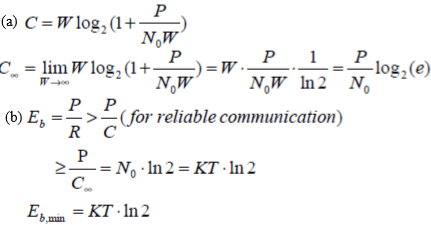 (a) C = W log₂ (1 + P/(N₀W))
C∞ = lim W→∞ W log₂ (1 + P/(N₀W)) = W · P/(N₀W) · 1/(ln 2) = P/N₀ log₂(e)
(b) E_b = P/R > P/C (for reliable communication)
≥ P/C∞ = N₀ · ln 2 = KT · ln 2
E_b,min = KT · ln 2